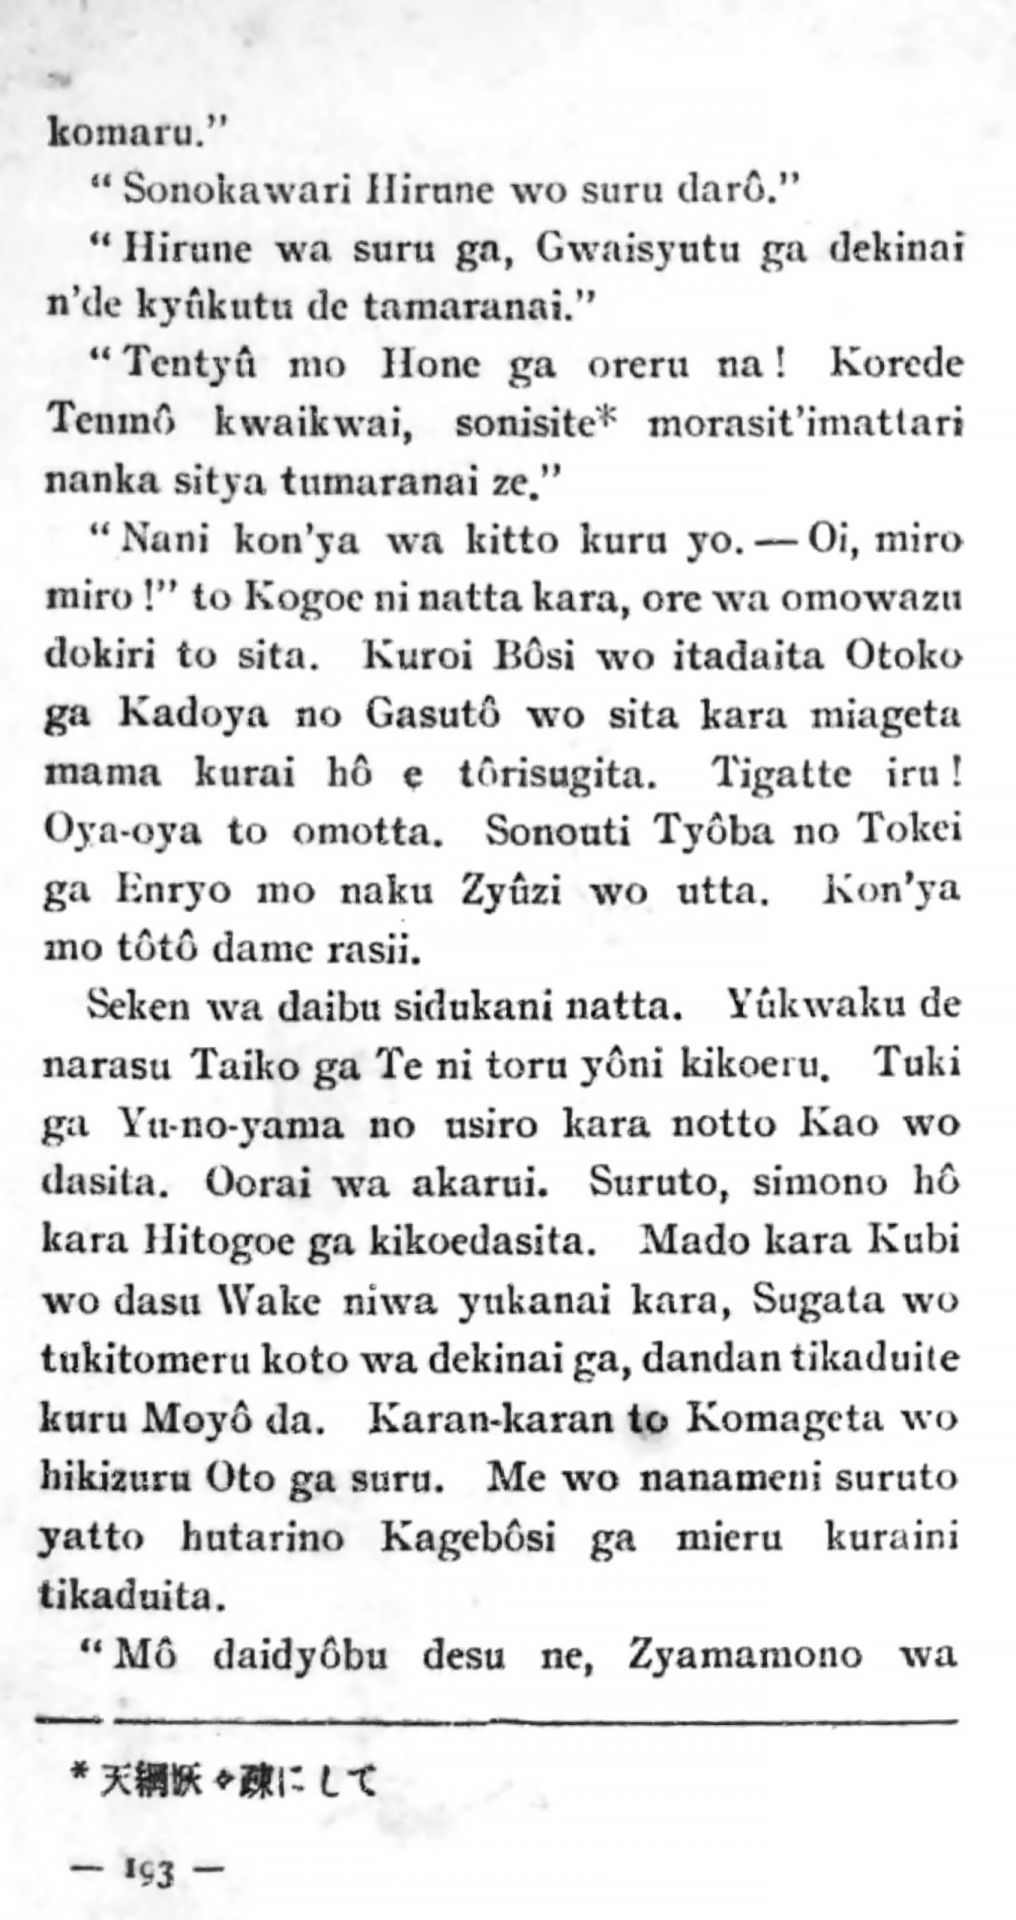 komaru.”
“Sonokawari Hirune wo suru darô.”
“Hirune wa suru ga, Gwaisyutu ga dekinai
n’de kyûkutu de tamaranai.”
“Tentyû mo Hone ga oreru na! Korede
Tenmô kwaikwai, sonisite* morasit’imattari
nanka sitya tumaranai ze.”
“Nani kon’ya wa kitto kuru yo.—Oi, miro
miro!” to Kogoe ni natta kara, ore wa omowazu
dokiri to sita. Kuroi Bôsi wo itadaita Otoko
ga Kadoya no Gasutô wo sita kara miageta
mama kurai hô e tôrisugita. Tigatte iru!
Oya-oya to omotta. Sonouti Tyôba no Tokei
ga Enryo mo naku Zyûzi wo utta. Kon’ya
mo tôtô dame rasii.
Seken wa daibu sidukani natta. Yûkwaku de
narasu Taiko ga Te ni toru yôni kikoeru. Tuki
ga Yu-no-yama no usiro kara notto Kao wo
dasita. Oorai wa akarui. Suruto, simono hô
kara Hitogoe ga kikoedasita. Mado kara Kubi
wo dasu Wake niwa yukanai kara, Sugata wo
tukitomeru koto wa dekinai ga, dandan tikaduite
kuru Moyô da. Karan-karan to Komageta wo
hikizuru Oto ga suru. Me wo nanameni suruto
yatto hutarino Kagebôsi ga mieru kuraini
tikaduita.
“Mô daidyôbu desu ne, Zyamamono wa
*天網恢々疎にして
— 193 —